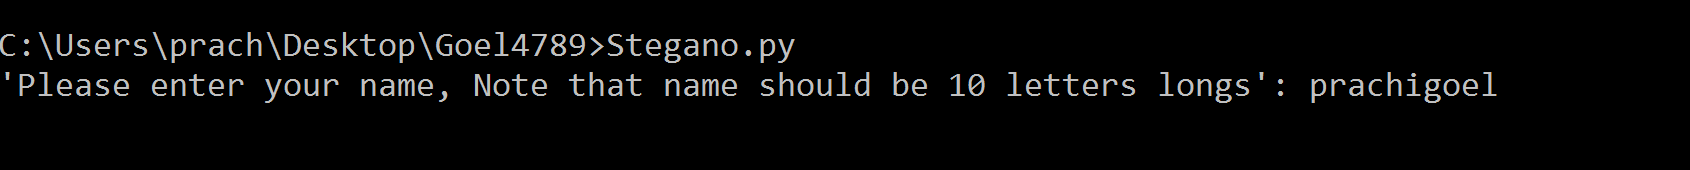 C:\Users\prach\Desktop\Goel4789>Stegano.py
'Please enter your name, Note that name should be 10 letters longs': prachigoel